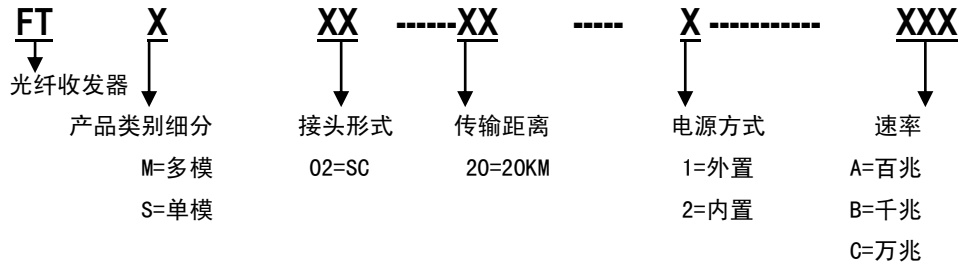 FT X XX ------XX ----- X ----------- XXX
光纤收发器
产品类别细分 接头形式 传输距离 电源方式 速率
M=多模 02=SC 20=20KM 1=外置 A=百兆
S=单模 2=内置 B=千兆
C=万兆